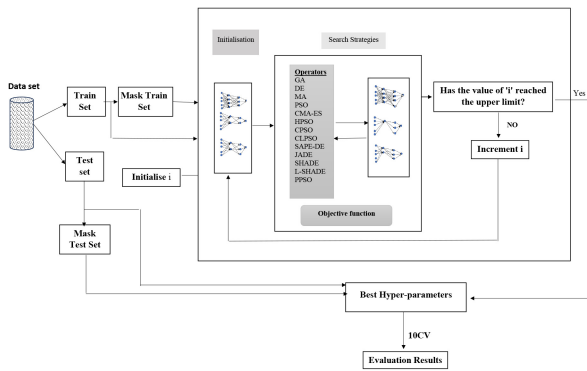 Initialisation
Search Strategies
Data set
Train
Set
Mask Train
Set
Operators
GA
DE
MA
PSO
CMA-ES
HPSO
CPSO
CLPSO
SAPE-DE
JADE
SHADE
L-SHADE
PPSO
Objective function
Has the value of 'i' reached
the upper limit?
Yes
NO
Increment i
Test
set
Initialise i
Mask
Test Set
Best Hyper-parameters
10CV
Evaluation Results